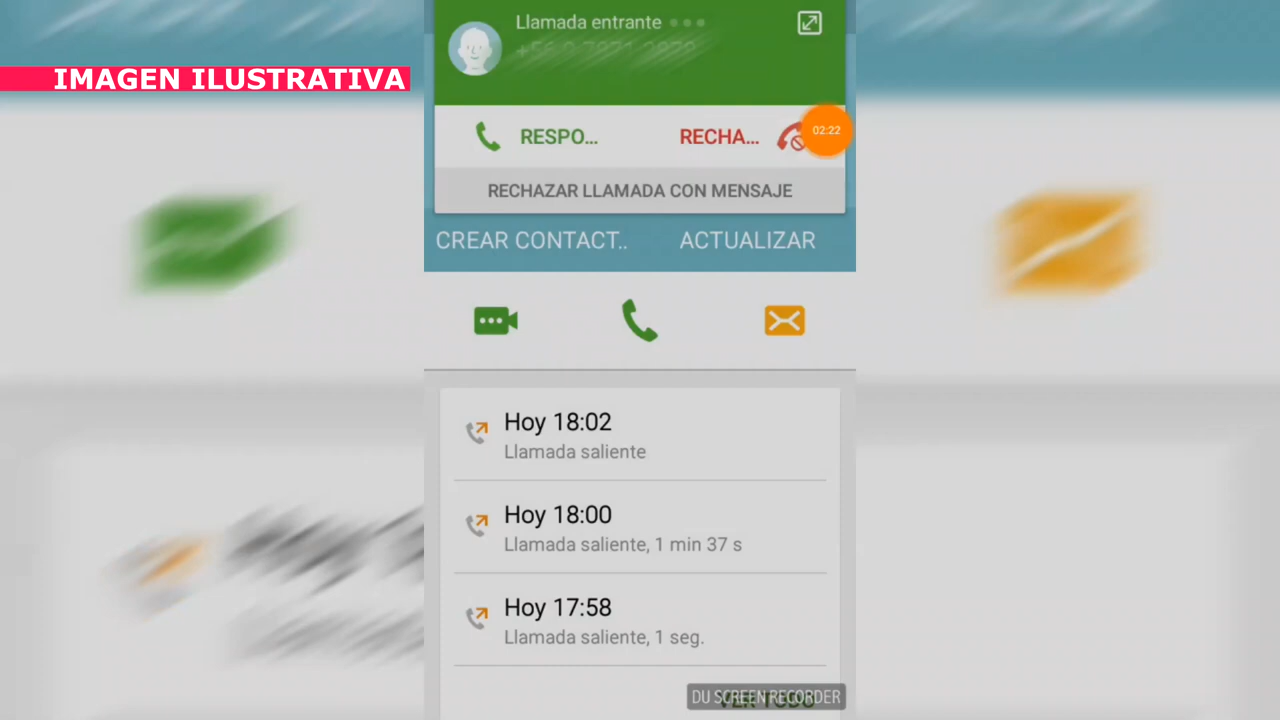 Llamada entrante
IMAGEN ILUSTRATIVA
RESPO...
RECHA...
02:22
RECHAZAR LLAMADA CON MENSAJE
CREAR CONTACT..
ACTUALIZAR
Hoy 18:02
Llamada saliente
Hoy 18:00
Llamada saliente, 1 min 37 s
Hoy 17:58
Llamada saliente, 1 seg.
VER TODO
DU SCREEN RECORDER